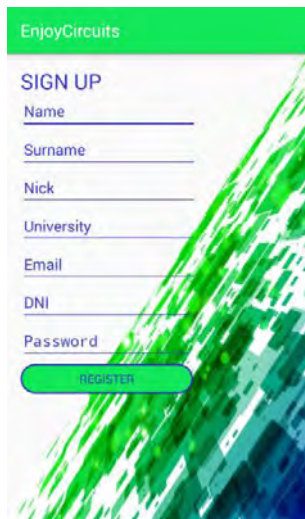 EnjoyCircuits
SIGN UP
Name
Surname
Nick
University
Email
DNI
Password
REGISTER